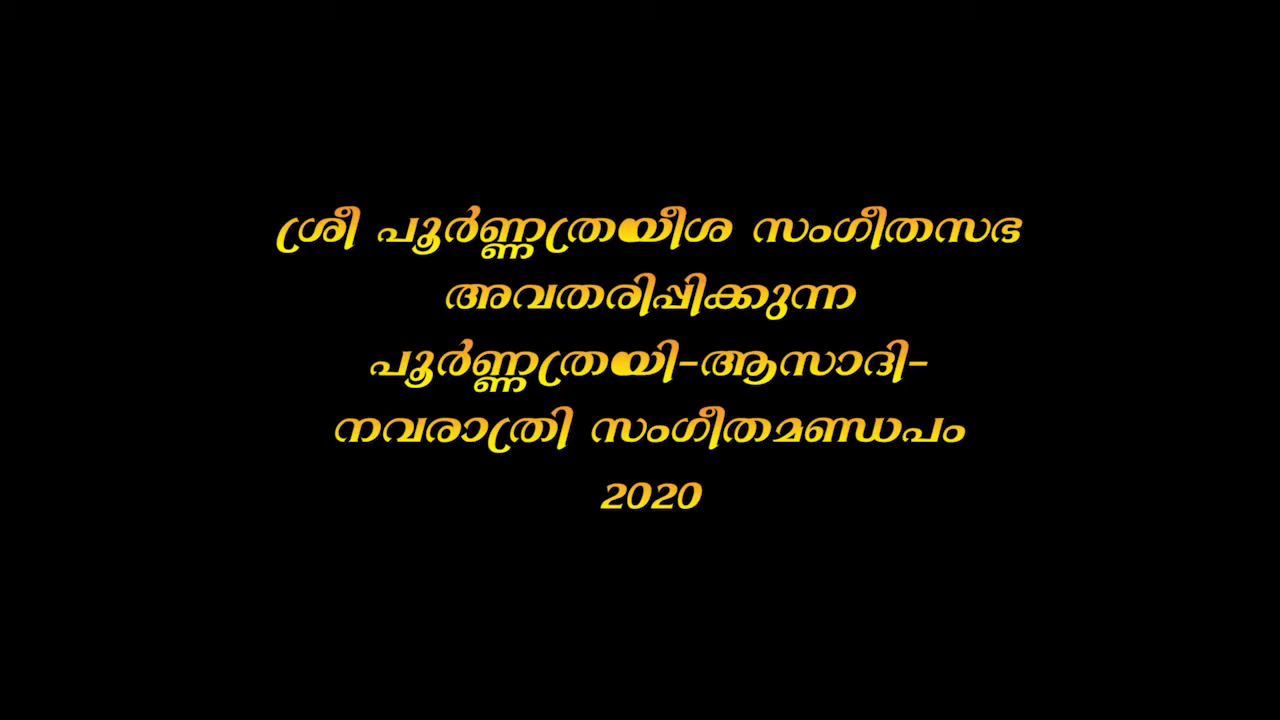 ശ്രീ പൂർണ്ണത്രയീശ സംഗീതസഭ
അവതരിപ്പിക്കുന്ന
പൂർണ്ണത്രയി-ആസാദി-
നവരാത്രി സംഗീതമണ്ഡപം
2020